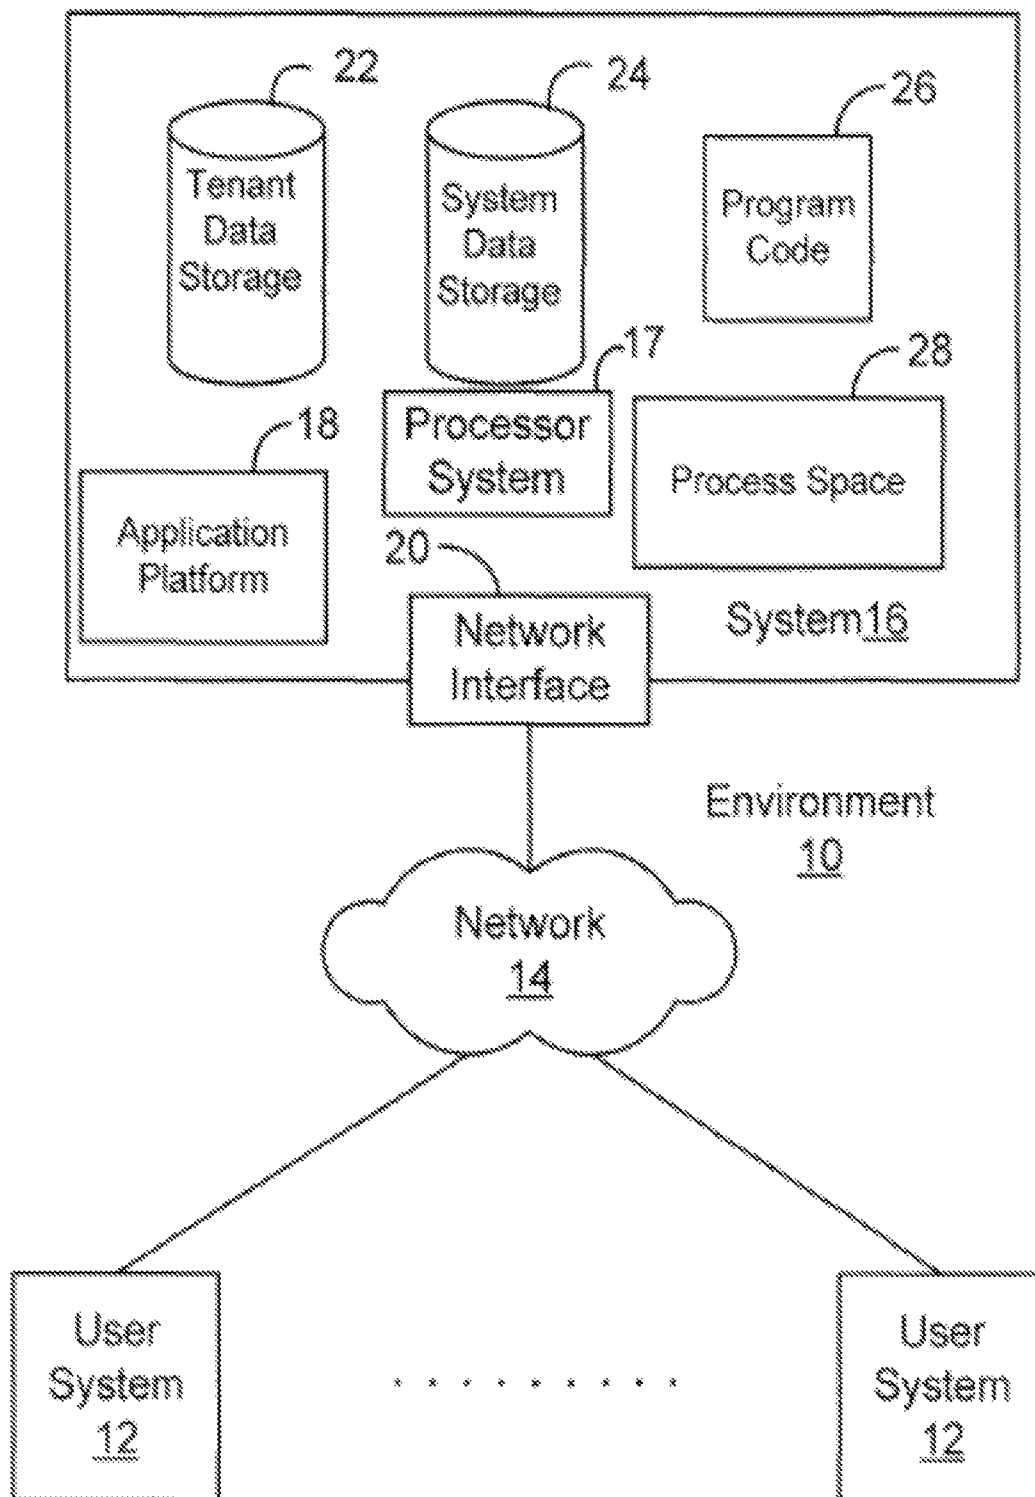 22
24
26
Tenant
Data
Storage
System
Data
Storage
Program
Code
17
28
18
Processor
System
Process Space
Application
Platform
20
Network
Interface
System16
Environment
10
Network
14
User
System
12
.........
User
System
12